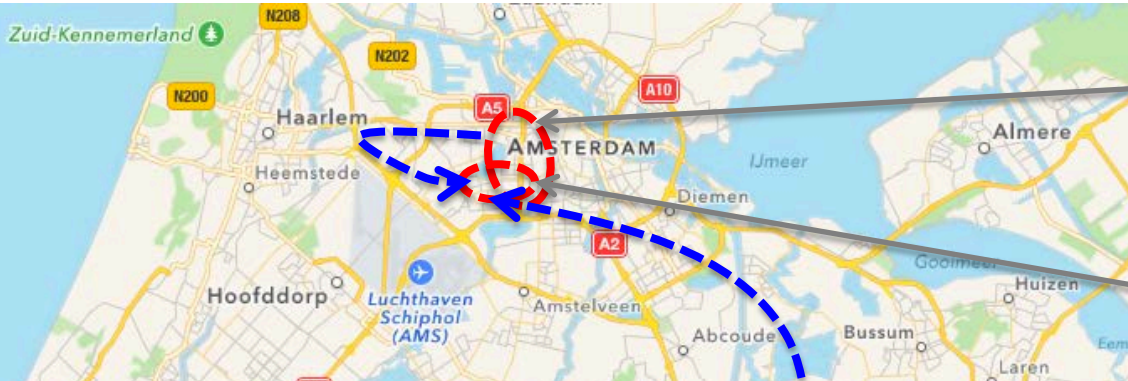 N208
Zuid-Kennemerland
N202
N200
A5
A10
Haarlem
Almere
AMSTERDAM
IJmeer
Heemstede
Diemen
A2
Gooimeer
Huizen
Hoofddorp
Luchthaven
Schiphol
(AMS)
Amstelveen
Abcoude
Bussum
Eem
Laren